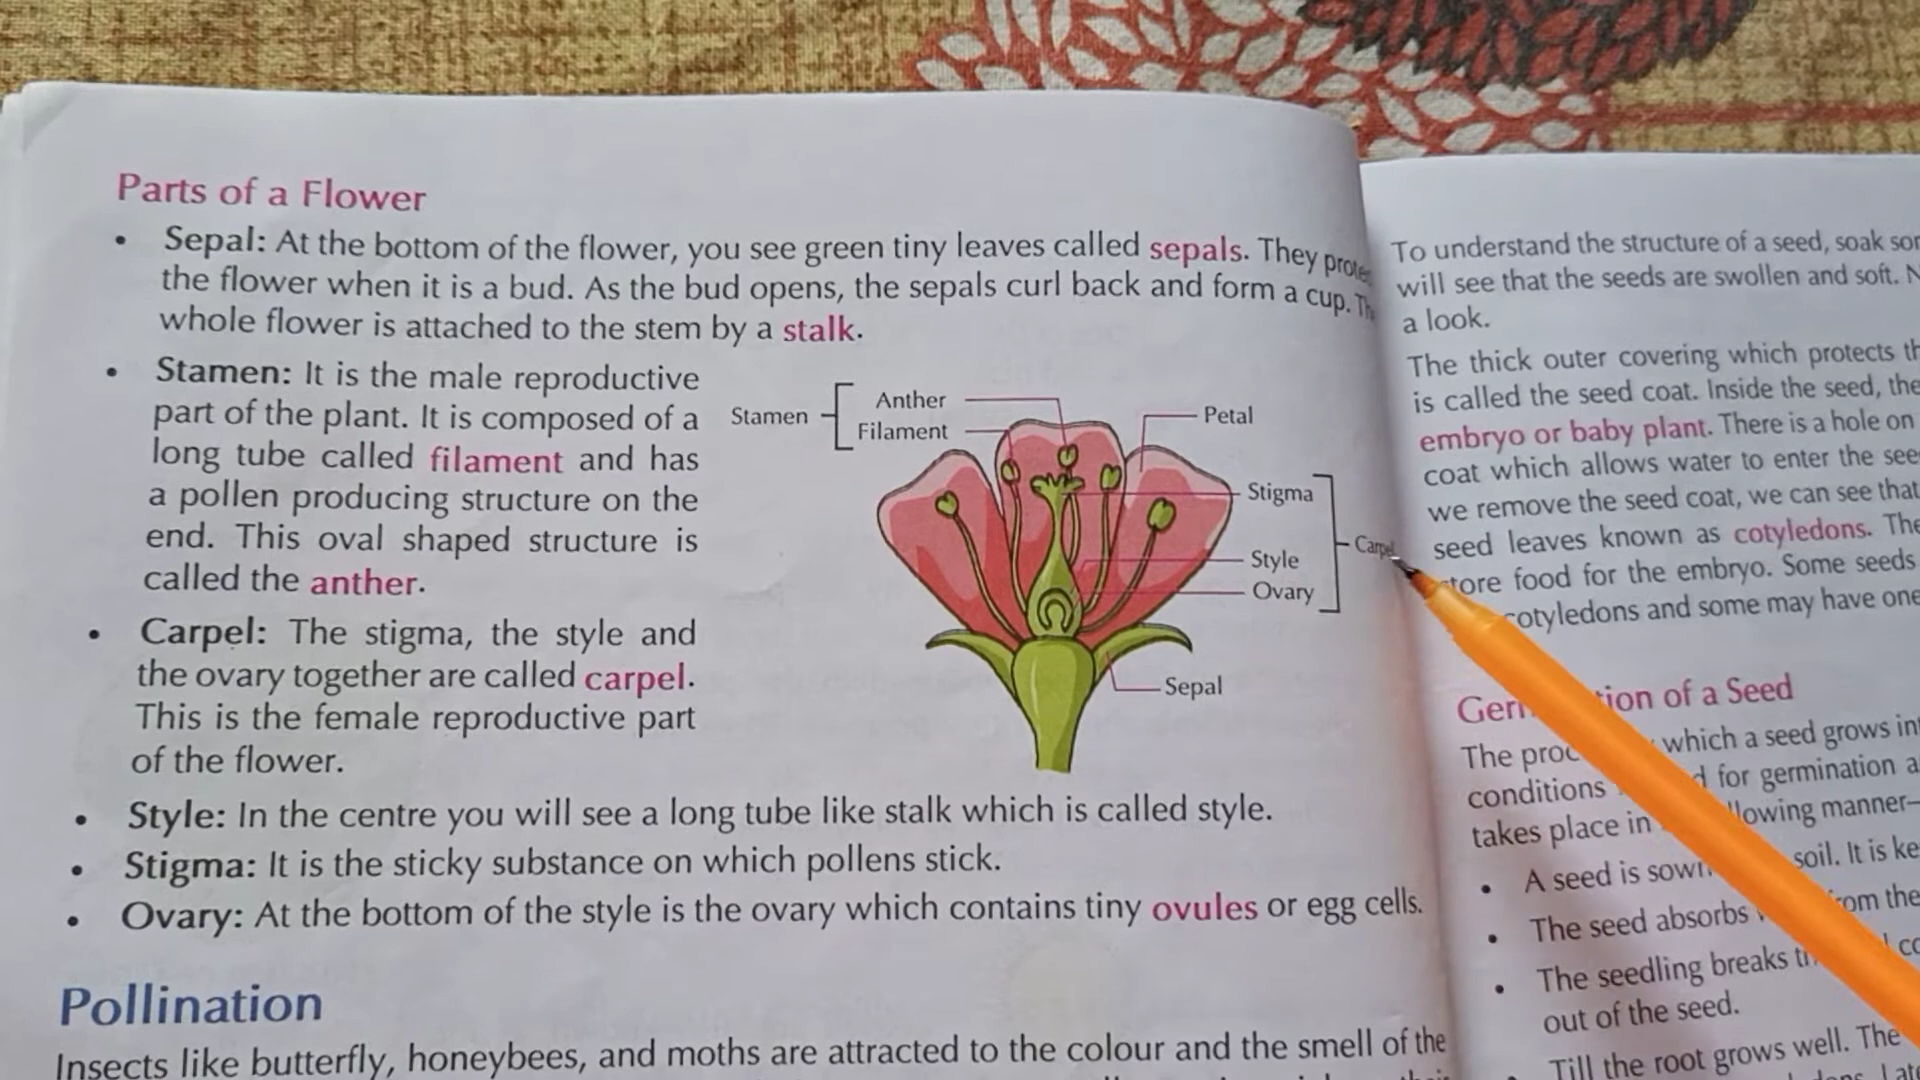 Parts of a Flower
• Sepal: At the bottom of the flower, you see green tiny leaves called sepals. They
the flower when it is a bud. As the bud opens, the sepals curl back and form a cup.
whole flower is attached to the stem by a stalk.
• Stamen: It is the male reproductive
part of the plant. It is composed of a
long tube called filament and has
a pollen producing structure on the
end. This oval shaped structure is
called the anther.
• Carpel: The stigma, the style and
the ovary together are called carpel.
This is the female reproductive part
of the flower.
Stamen
Anther
Filament
Petal
Stigma
Style
Ovary
Carpel
Sepal
• Style: In the centre you will see a long tube like stalk which is called style.
• Stigma: It is the sticky substance on which pollens stick.
• Ovary: At the bottom of the style is the ovary which contains tiny ovules or egg cells.
Pollination
Insects like butterfly, honeybees, and moths are attracted to the colour and the smell of the
To understand the structure of a seed, soak
will see that the seeds are swollen and soft.
a look.
The thick outer covering which protects
is called the seed coat. Inside the seed, the
embryo or baby plant. There is a hole on
coat which allows water to enter the
we remove the seed coat, we can see that
seed leaves known as cotyledons.
food for the embryo. Some seeds
cotyledons and some may have one
of a Seed
The which a seed grows
conditions for germination
takes place in
• A seed is soil. It is
• The seed absorbs the
• The seedling breaks
out of the seed.
• Till the root grows well. The